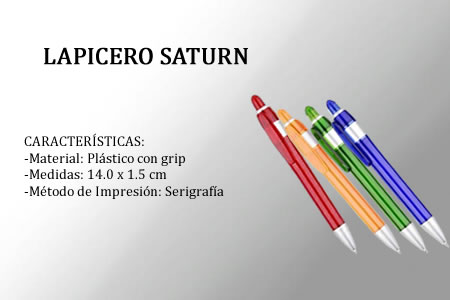 LAPICERO SATURN
CARACTERÍSTICAS:
-Material: Plástico con grip
-Medidas: 14.0 x 1.5 cm
-Método de Impresión: Serigrafía